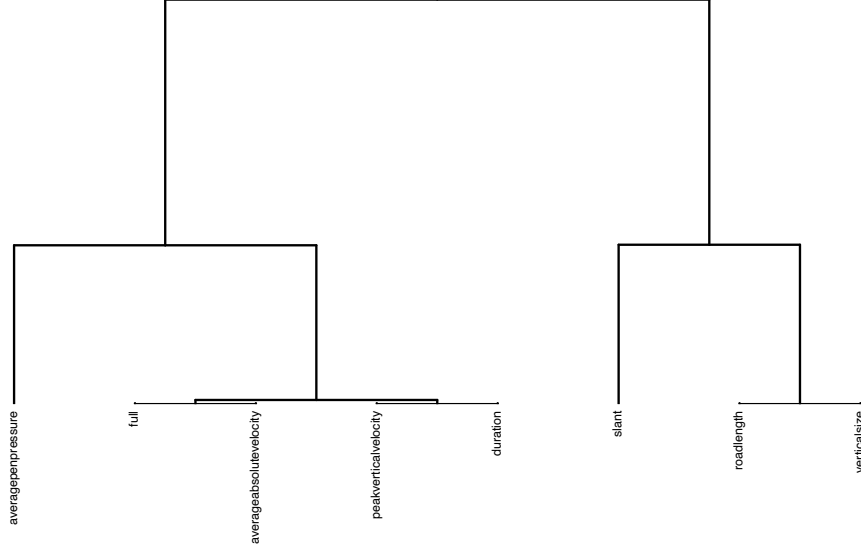 averagepenpressure
full
averageabsolutevelocity
peakverticalvelocity
duration
slant
roadlength
verticalsize